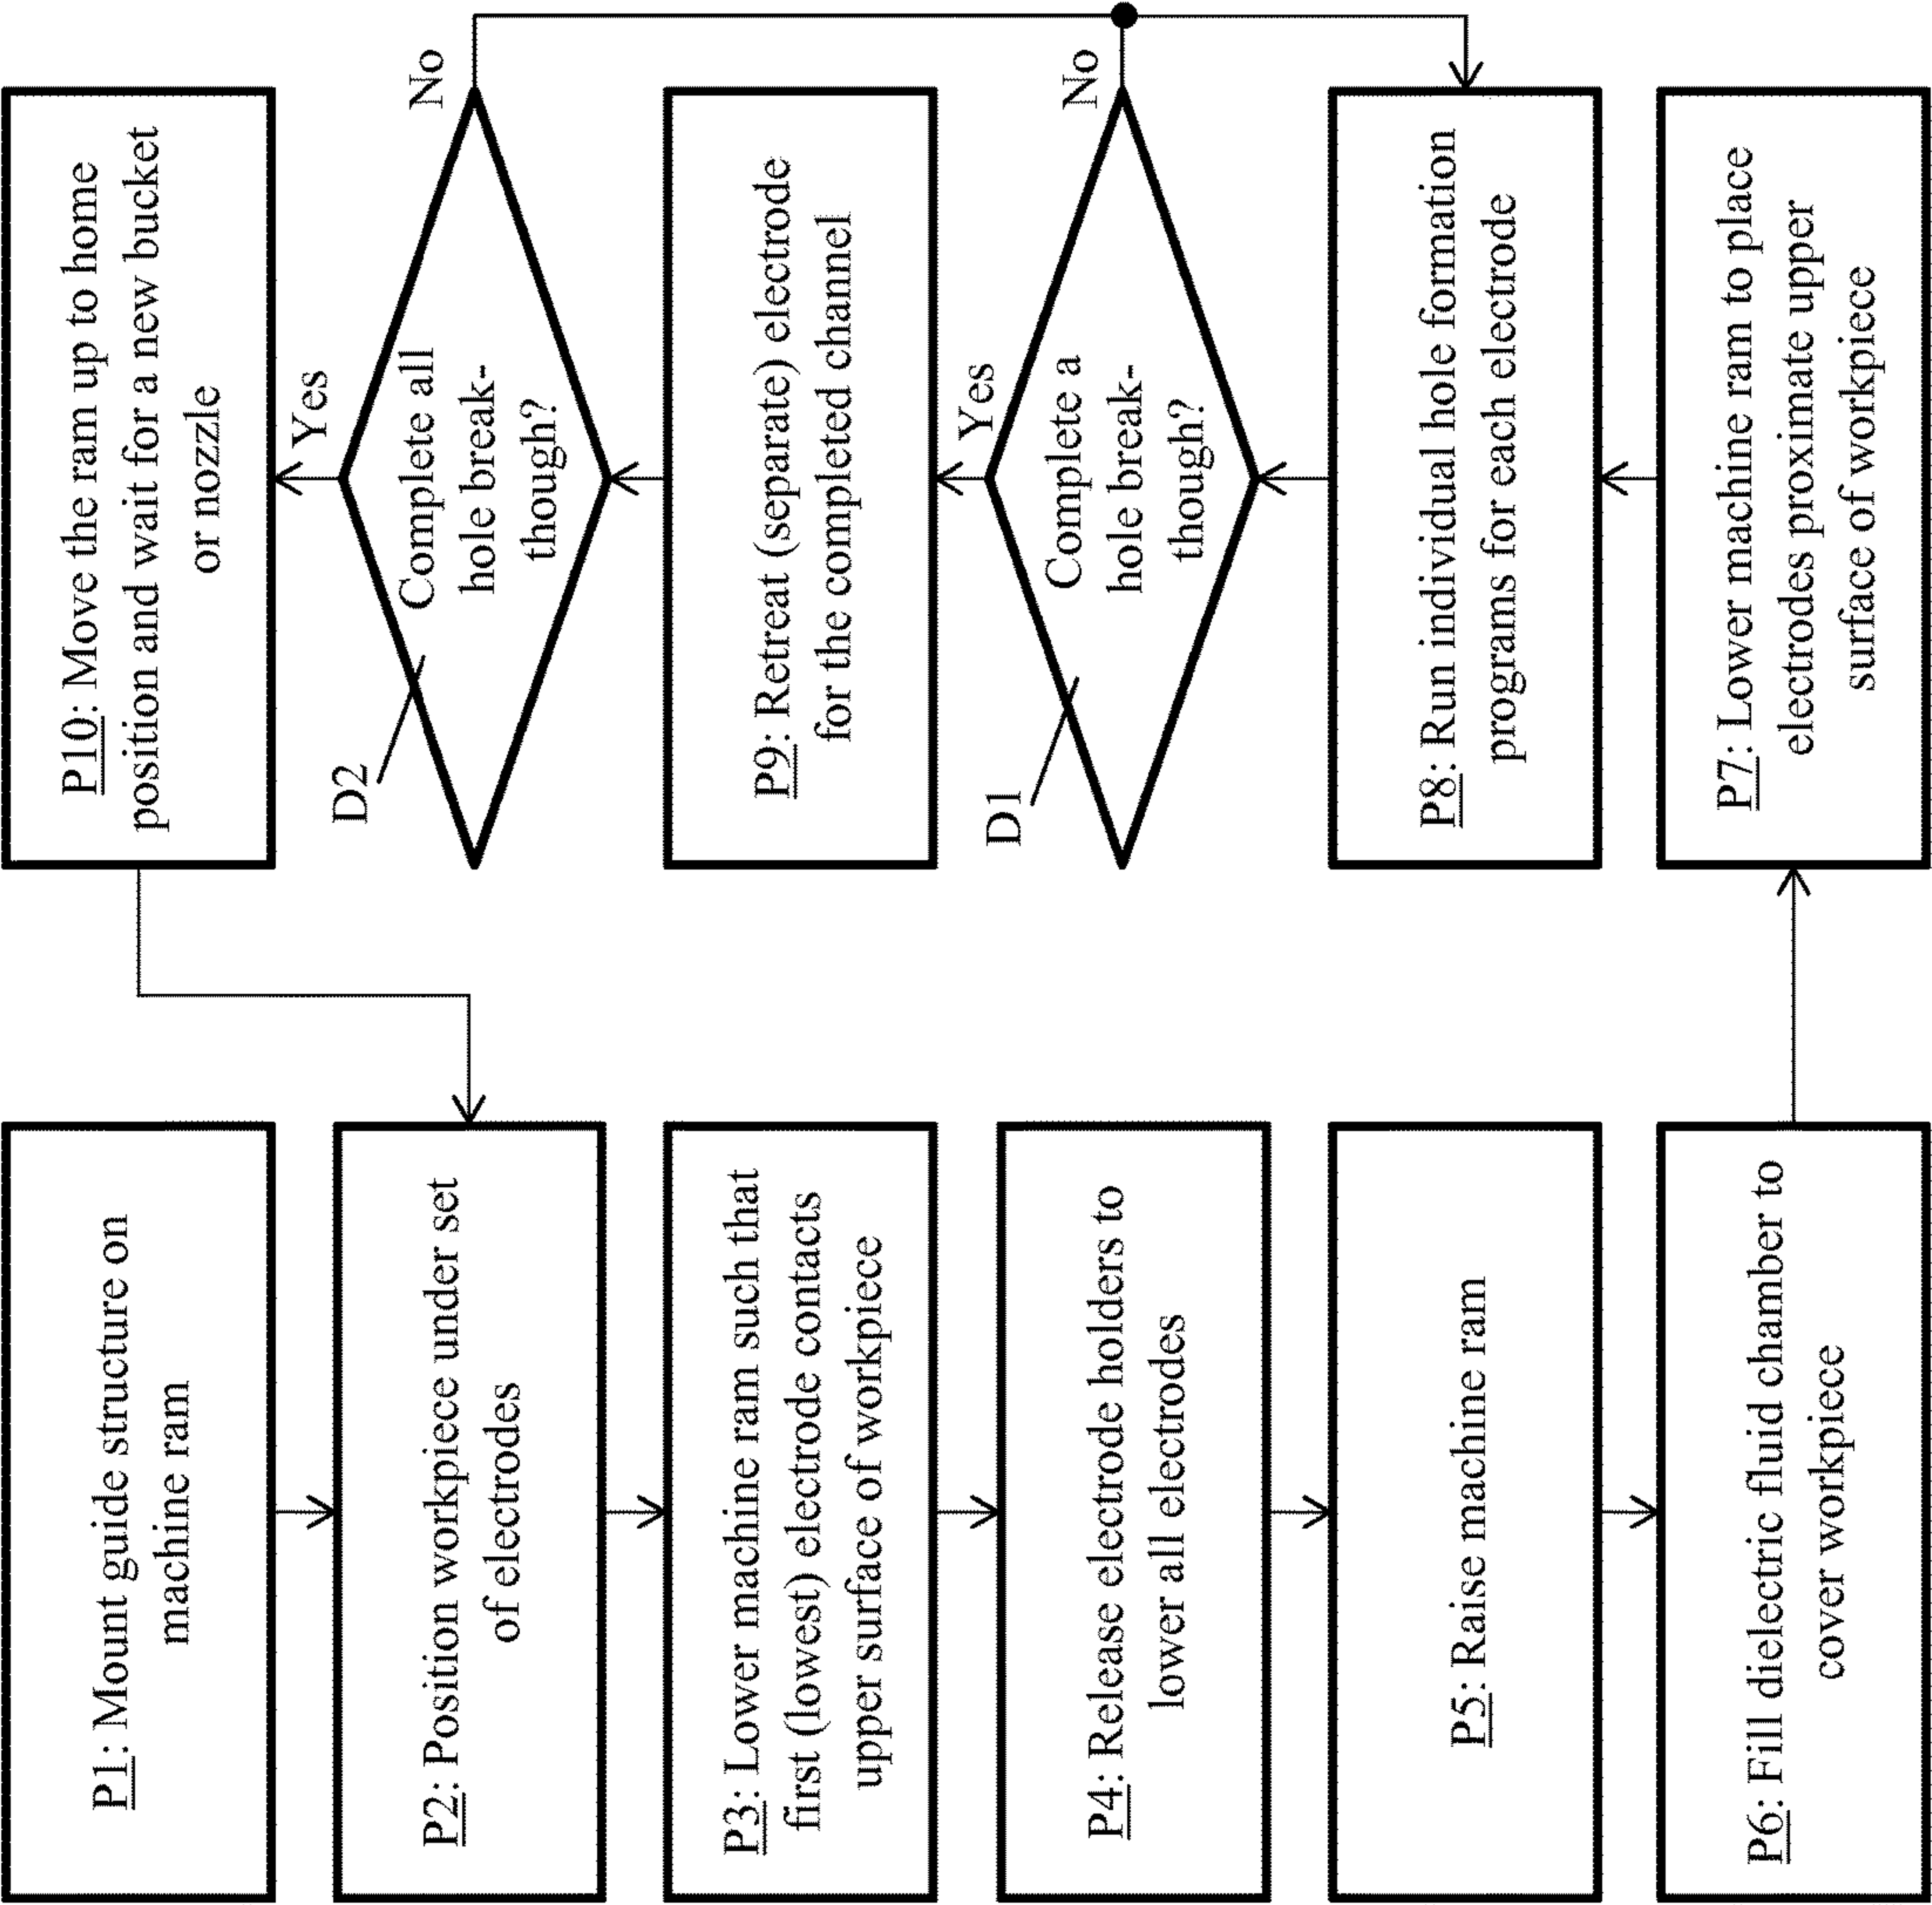 P1: Mount guide structure on
machine ram
P2: Position workpiece under set
of electrodes
P3: Lower machine ram such that
first (lowest) electrode contacts
upper surface of workpiece
P4: Release electrode holders to
lower all electrodes
P5: Raise machine ram
P6: Fill dielectric fluid chamber to
cover workpiece
P7: Lower machine ram to place
electrodes proximate upper
surface of workpiece
P8: Run individual hole formation
programs for each electrode
D1
Complete a
hole break-
though?
No
Yes
P9: Retreat (separate) electrode
for the completed channel
D2
Complete all
hole break-
though?
No
Yes
P10: Move the ram up to home
position and wait for a new bucket
or nozzle